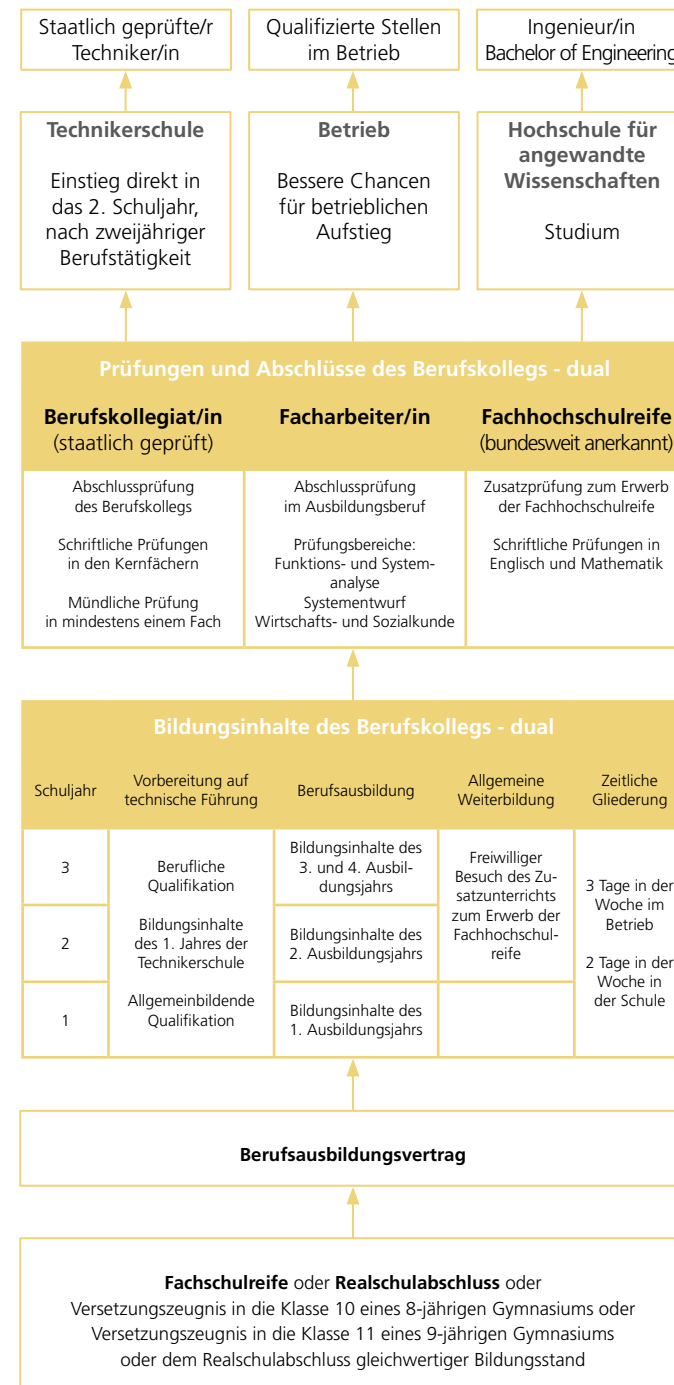 Staatlich geprüfte/r
Techniker/in
Qualifizierte Stellen
im Betrieb
Ingenieur/in
Bachelor of Engineering
Technikerschule
Einstieg direkt in
das 2. Schuljahr,
nach zweijähriger
Berufstätigkeit
Betrieb
Bessere Chancen
für betrieblichen
Aufstieg
Hochschule für
angewandte
Wissenschaften
Studium
Prüfungen und Abschlüsse des Berufskollegs - dual
Berufskollegiat/in
(staatlich geprüft)
Facharbeiter/in
Fachhochschulreife
(bundesweit anerkannt)
Abschlussprüfung
des Berufskollegs
Schriftliche Prüfungen
in den Kernfächern
Mündliche Prüfung
in mindestens einem Fach
Abschlussprüfung
im Ausbildungsberuf
Prüfungsbereiche:
Funktions- und System-
analyse
Systementwurf
Wirtschafts- und Sozialkunde
Zusatzprüfung zum Erwerb
der Fachhochschulreife
Schriftliche Prüfungen in
Englisch und Mathematik
Bildungsinhalte des Berufskollegs - dual
Schuljahr
Vorbereitung auf
technische Führung
Berufsausbildung
Allgemeine
Weiterbildung
Zeitliche
Gliederung
3
2
1
Berufliche
Qualifikation
Bildungsinhalte
des 1. Jahres der
Technikerschule
Allgemeinbildende
Qualifikation
Bildungsinhalte des
3. und 4. Ausbil-
dungsjahrs
Bildungsinhalte des
2. Ausbildungsjahrs
Bildungsinhalte des
1. Ausbildungsjahrs
Freiwilliger
Besuch des Zu-
satzunterrichts
zum Erwerb der
Fachhochschul-
reife
3 Tage in der
Woche im
Betrieb
2 Tage in der
Woche in
der Schule
Berufsausbildungsvertrag
Fachschulreife oder Realschulabschluss oder
Versetzungszeugnis in die Klasse 10 eines 8-jährigen Gymnasiums oder
Versetzungszeugnis in die Klasse 11 eines 9-jährigen Gymnasiums
oder dem Realschulabschluss gleichwertiger Bildungsstand